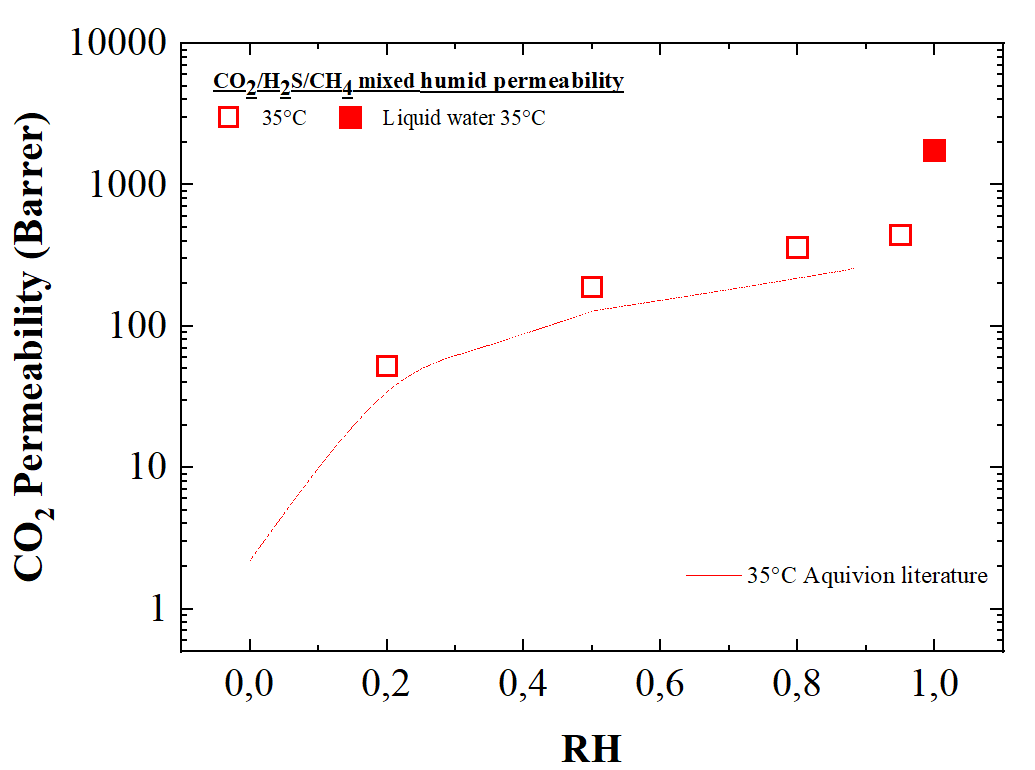 10000
CO2/H2S/CH4 mixed humid permeability
35°C Liquid water 35°C
1000
100
10
1
CO2 Permeability (Barrer)
35°C Aquivion literature
0,0 0,2 0,4 0,6 0,8 1,0
RH